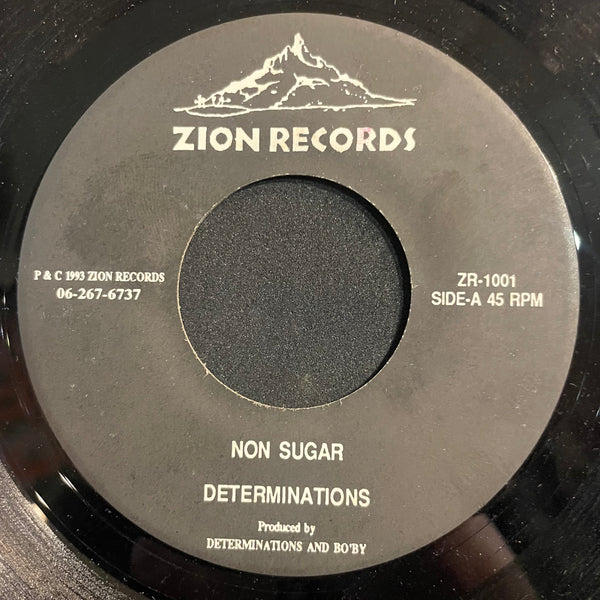 ZION RECORDS
P & C 1993 ZION RECORDS
06-267-6737
ZR-1001
SIDE-A 45 RPM
NON SUGAR
DETERMINATIONS
Produced by
DETERMINATIONS AND BO'BY